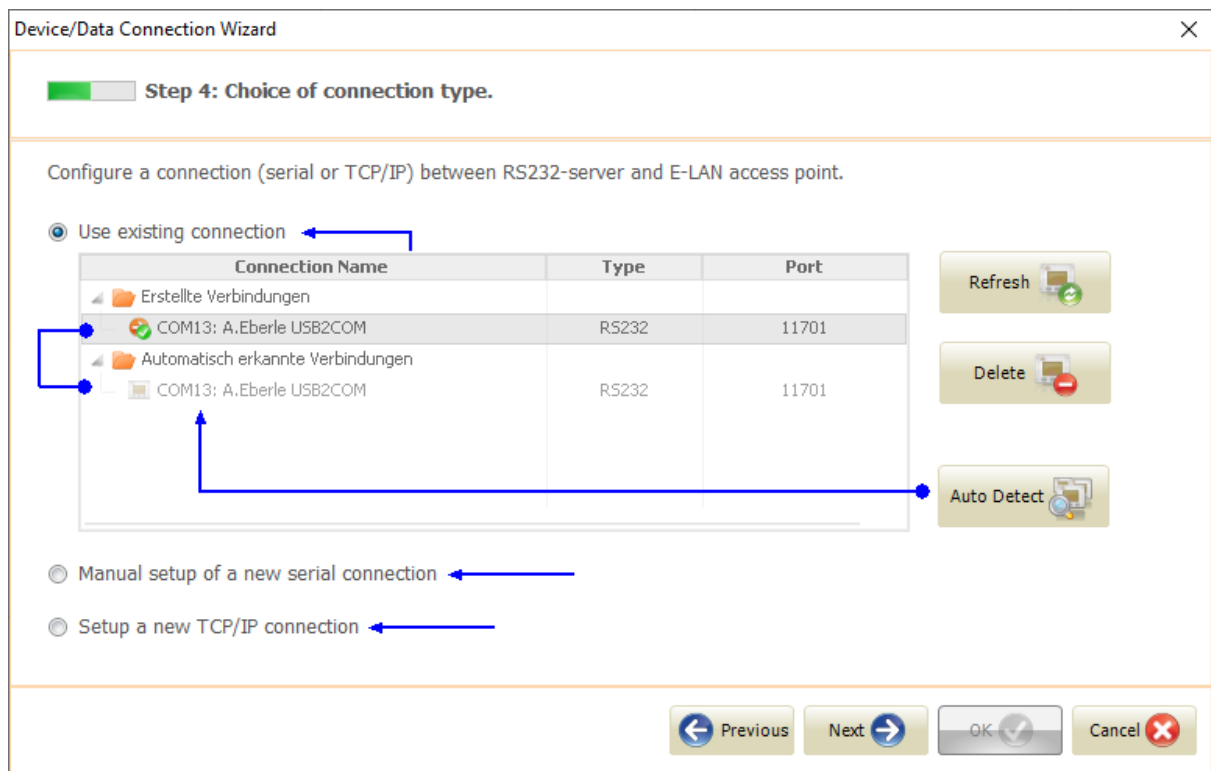 Device/Data Connection Wizard
Step 4: Choice of connection type.
Configure a connection (serial or TCP/IP) between RS232-server and E-LAN access point.
Use existing connection
Connection Name Type Port
Erstellte Verbindungen
COM13: A.Eberle USB2COM RS232 11701
Automatisch erkannte Verbindungen
COM13: A.Eberle USB2COM RS232 11701
Refresh
Delete
Auto Detect
Manual setup of a new serial connection
Setup a new TCP/IP connection
Previous Next OK Cancel